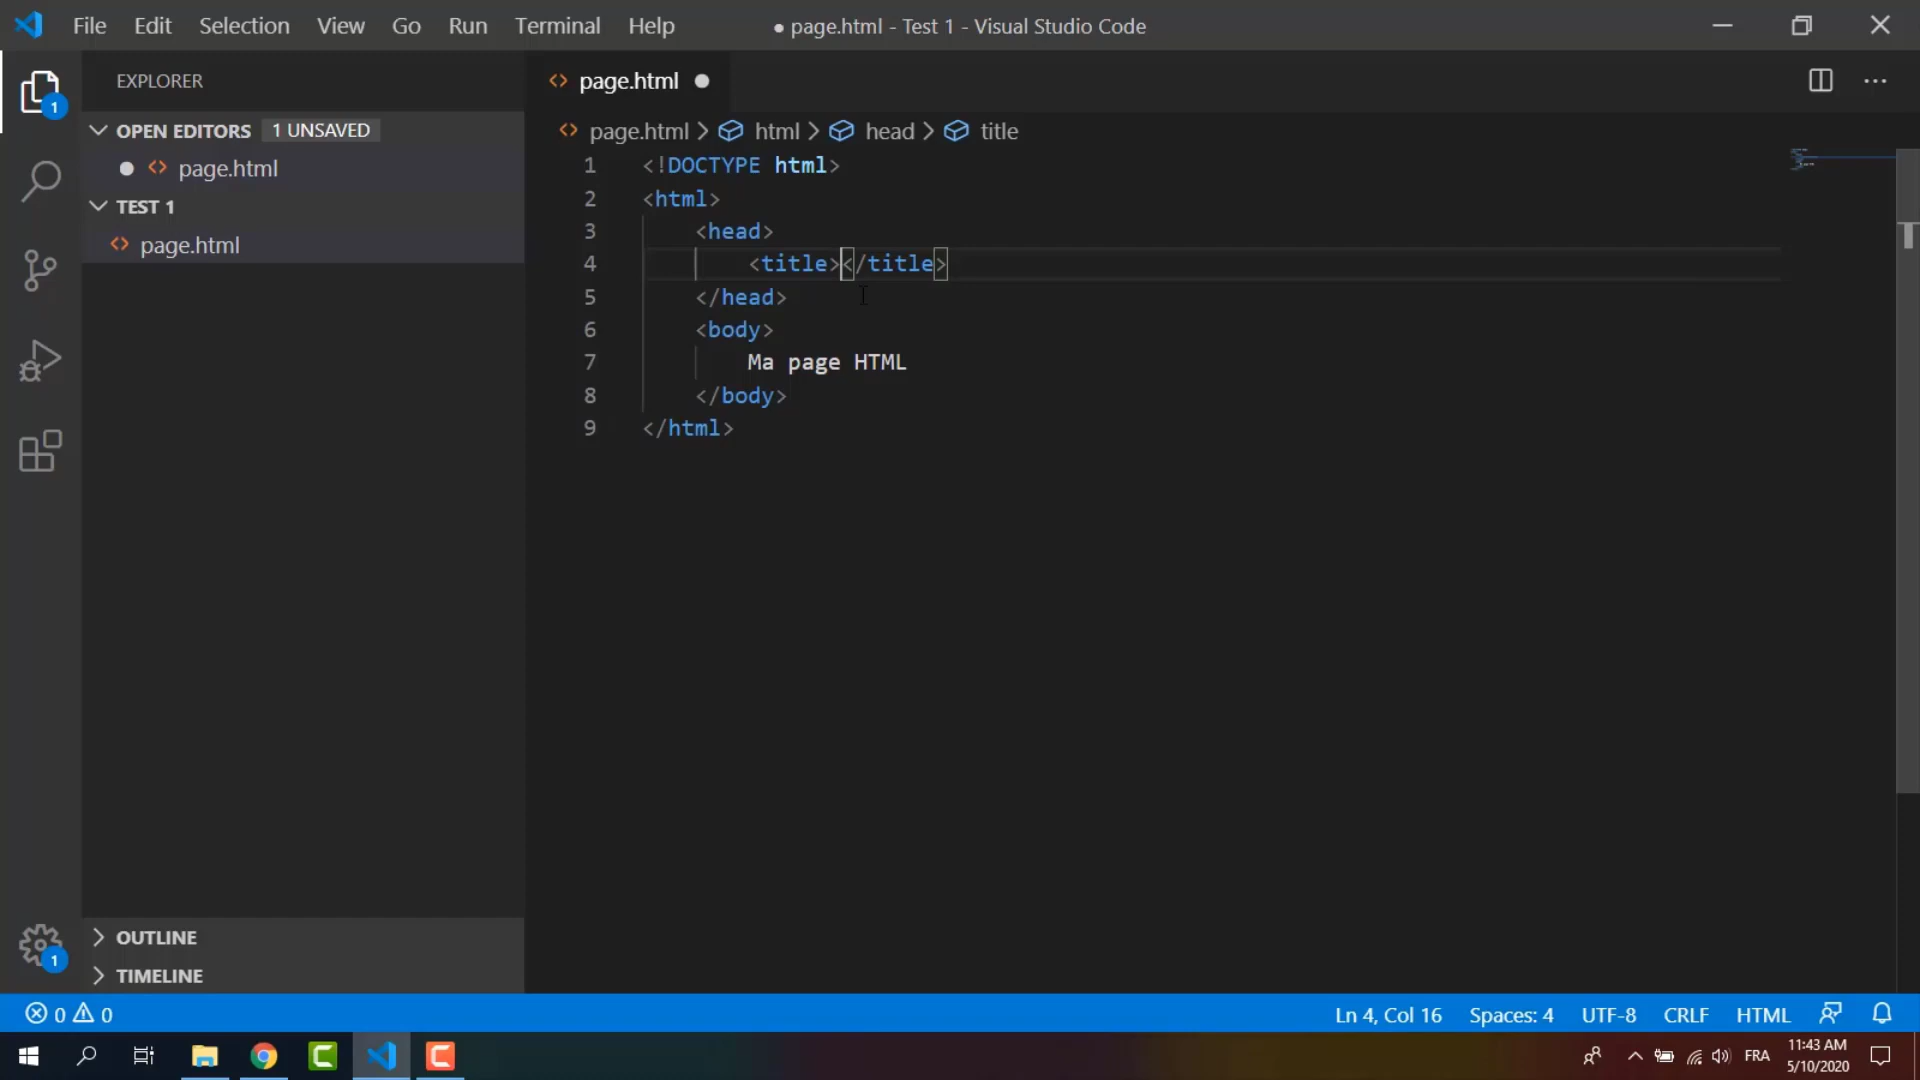 File Edit Selection View Go Run Terminal Help
● page.html - Test 1 - Visual Studio Code
EXPLORER
OPEN EDITORS 1 UNSAVED
page.html
TEST 1
page.html
OUTLINE
TIMELINE
page.html
page.html > html > head > title
1 <!DOCTYPE html>
2 <html>
3 <head>
4 <title></title>
5 </head>
6 <body>
7 Ma page HTML
8 </body>
9 </html>
1
1
0 0
Ln 4, Col 16 Spaces: 4 UTF-8 CRLF HTML
FRA
11:43 AM
5/10/2020